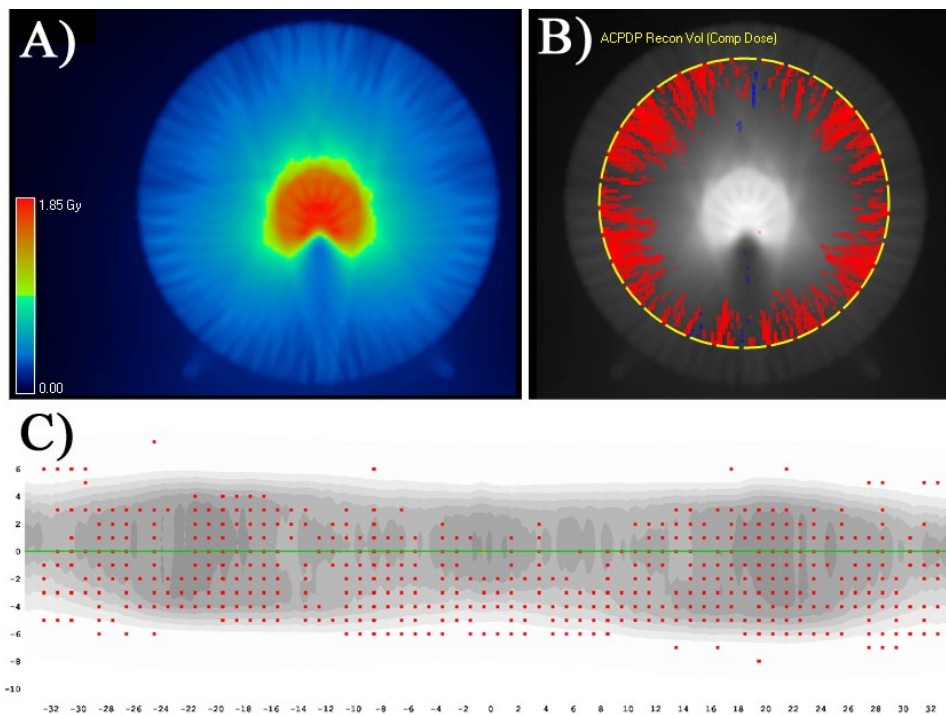 A)
B)
ACPDP Recon Vol (Comp Dose)
1.85 Gy
0.00
C)
6
4
2
0
-2
-4
-6
-8
-10
-32 -30 -28 -26 -24 -22 -20 -18 -16 -14 -12 -10 -8 -6 -4 -2 0 2 4 6 8 10 12 14 16 18 20 22 24 26 28 30 32